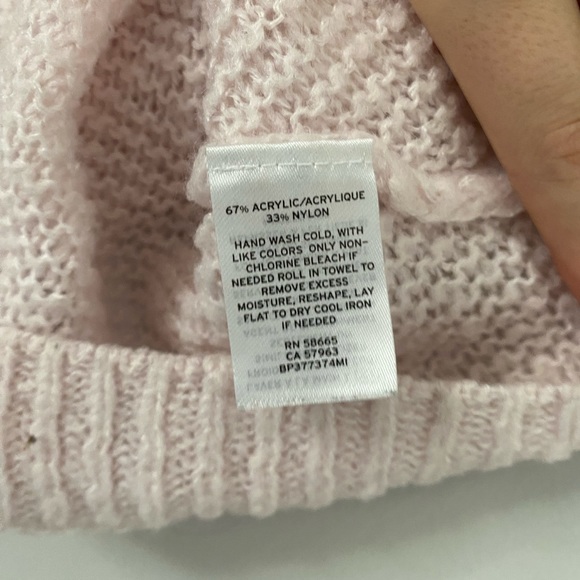 67% ACRYLIC/ACRYLIQUE
33% NYLON
HAND WASH COLD, WITH
LIKE COLORS ONLY NON-
CHLORINE BLEACH IF
NEEDED ROLL IN TOWEL TO
REMOVE EXCESS
MOISTURE, RESHAPE, LAY
FLAT TO DRY COOL IRON
IF NEEDED
RN 58665
CA 57963
BP377374MI